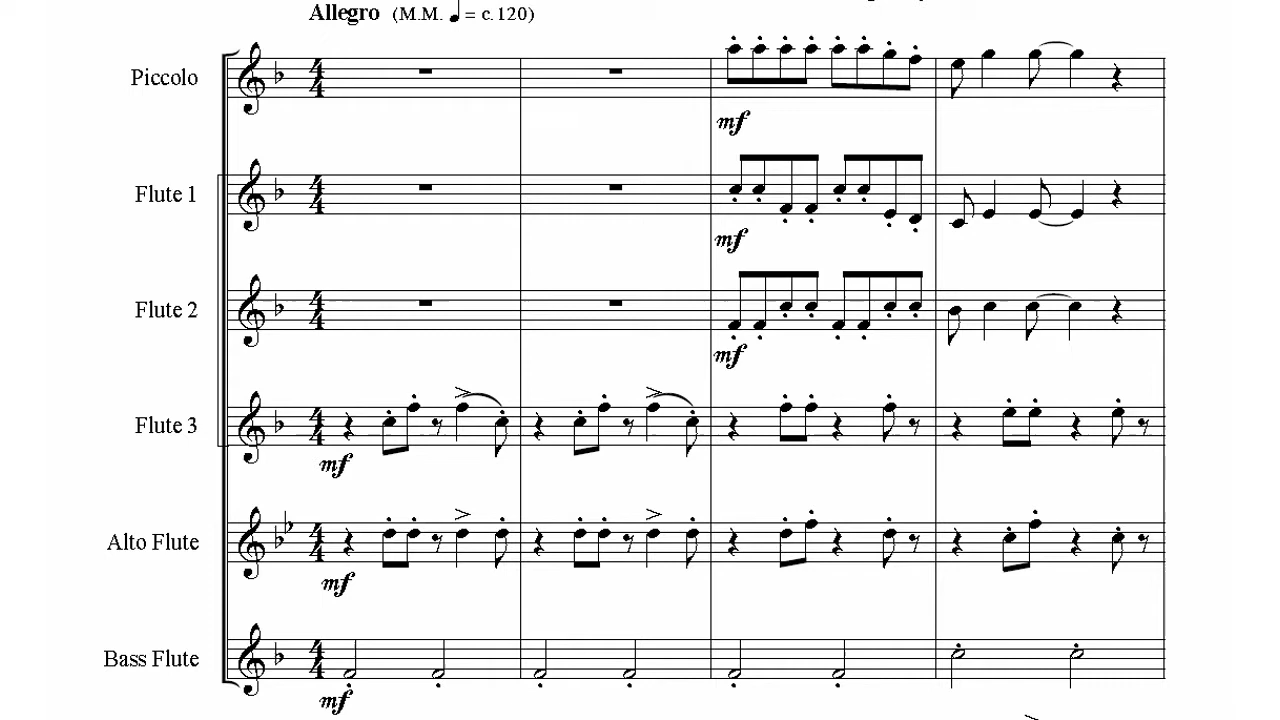 Allegro (M.M. ♩ = c.120)
Piccolo
mf
Flute 1
mf
Flute 2
mf
Flute 3
mf
Alto Flute
mf
Bass Flute
mf